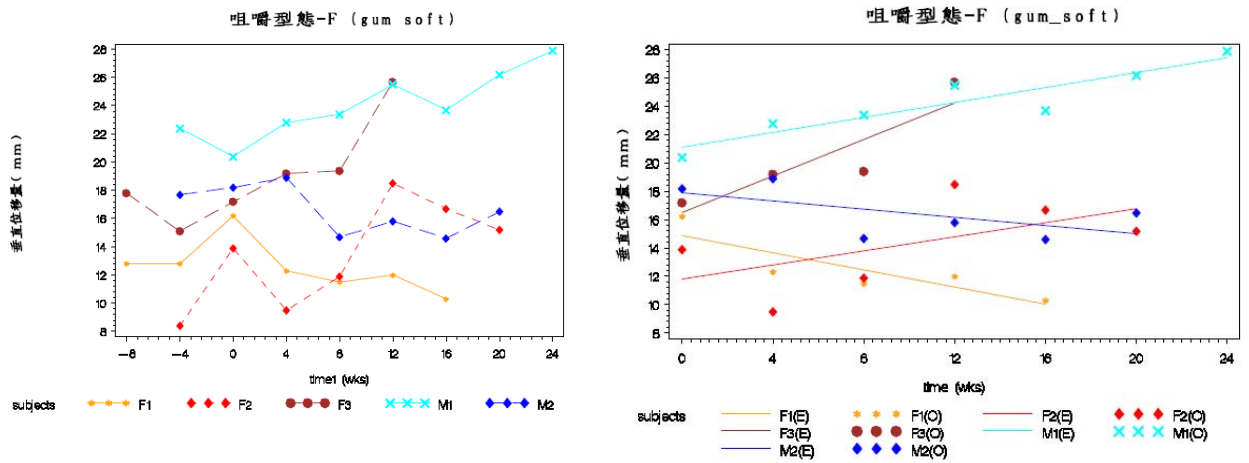 咀嚼型態-F (gum soft)
垂直位移量( mm)
28
26
24
22
20
18
16
14
12
10
8
-8 -4 0 4 8 12 16 20 24
time1 (wks)
subjects F1 F2 F3 M1 M2
咀嚼型態-F (gum_soft)
垂直位移量( mm)
28
26
24
22
20
18
16
14
12
10
8
0 4 8 12 16 20 24
time (wks)
subjects F1(E) F1(O) F2(E) F2(O)
F3(E) F3(O) M1(E) M1(O)
M2(E) M2(O)